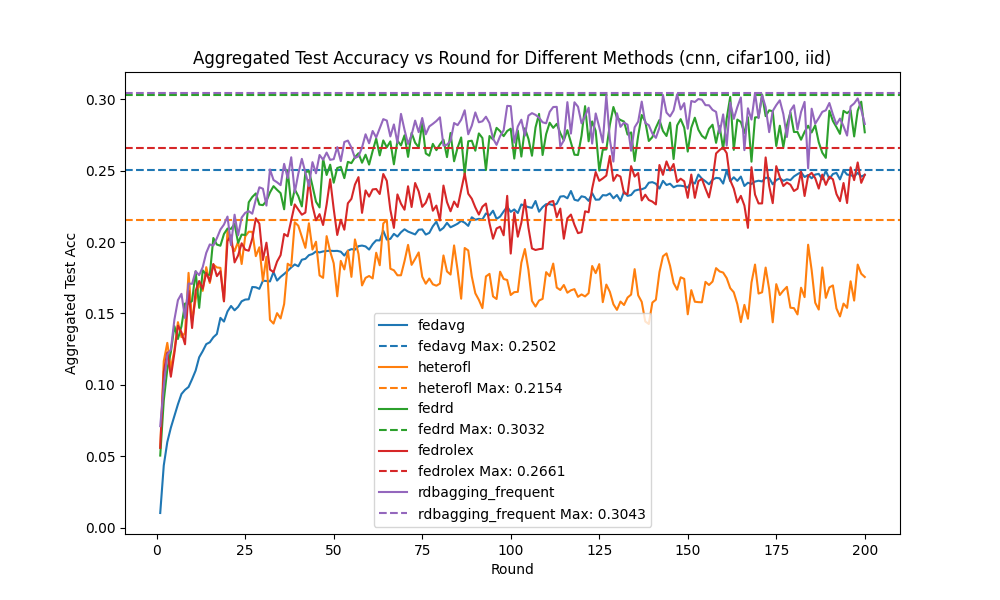 Aggregated Test Accuracy vs Round for Different Methods (cnn, cifar100, iid)
Aggregated Test Acc
0.30
0.25
0.20
0.15
0.10
0.05
0.00
fedavg
fedavg Max: 0.2502
heterofl
heterofl Max: 0.2154
fedrd
fedrd Max: 0.3032
fedrolex
fedrolex Max: 0.2661
rdbagging_frequent
rdbagging_frequent Max: 0.3043
0 25 50 75 100 125 150 175 200
Round